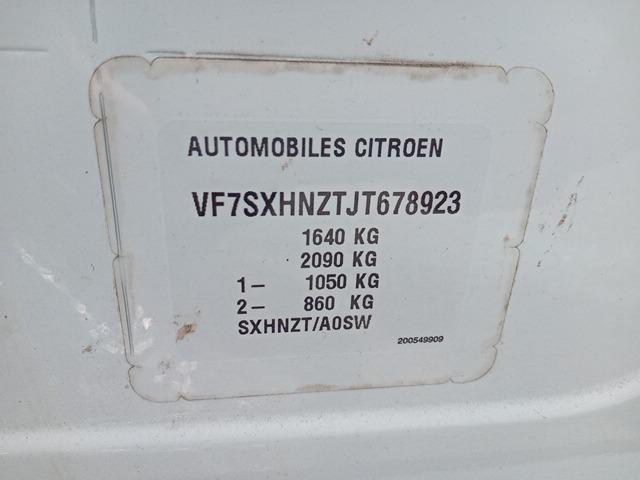 AUTOMOBILES CITROEN
VF7SXHNZTJT678923
1640 KG
2090 KG
1– 1050 KG
2– 860 KG
SXHNZT/A0SW
200549909